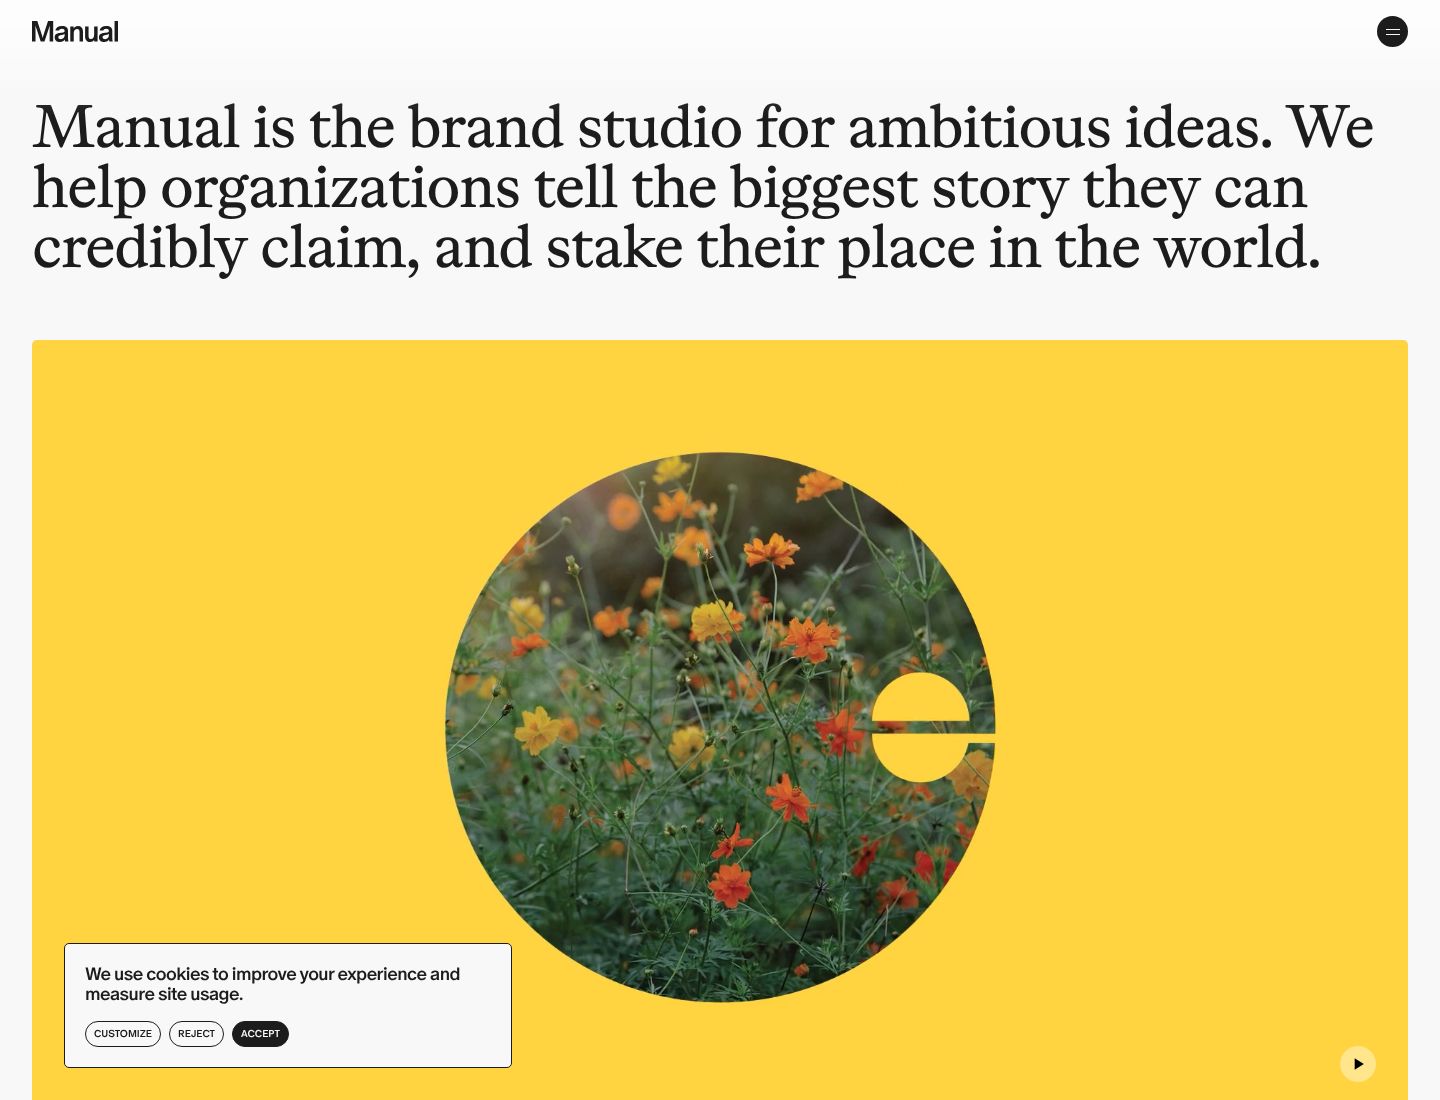 Manual
Manual is the brand studio for ambitious ideas. We
help organizations tell the biggest story they can
credibly claim, and stake their place in the world.
e
We use cookies to improve your experience and
measure site usage.
CUSTOMIZE REJECT ACCEPT